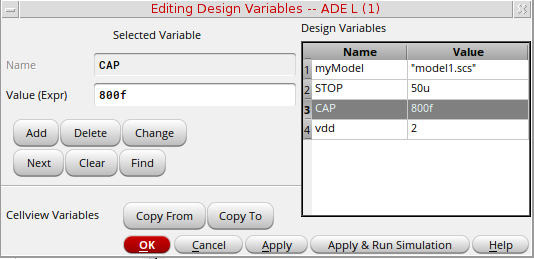 Editing Design Variables -- ADE L (1)
Selected Variable
Name CAP
Value (Expr) 800f
Add Delete Change
Next Clear Find
Cellview Variables Copy From Copy To
Design Variables
Name Value
1 myModel "model1.scs"
2 STOP 50u
3 CAP 800f
4 vdd 2
OK Cancel Apply Apply & Run Simulation Help